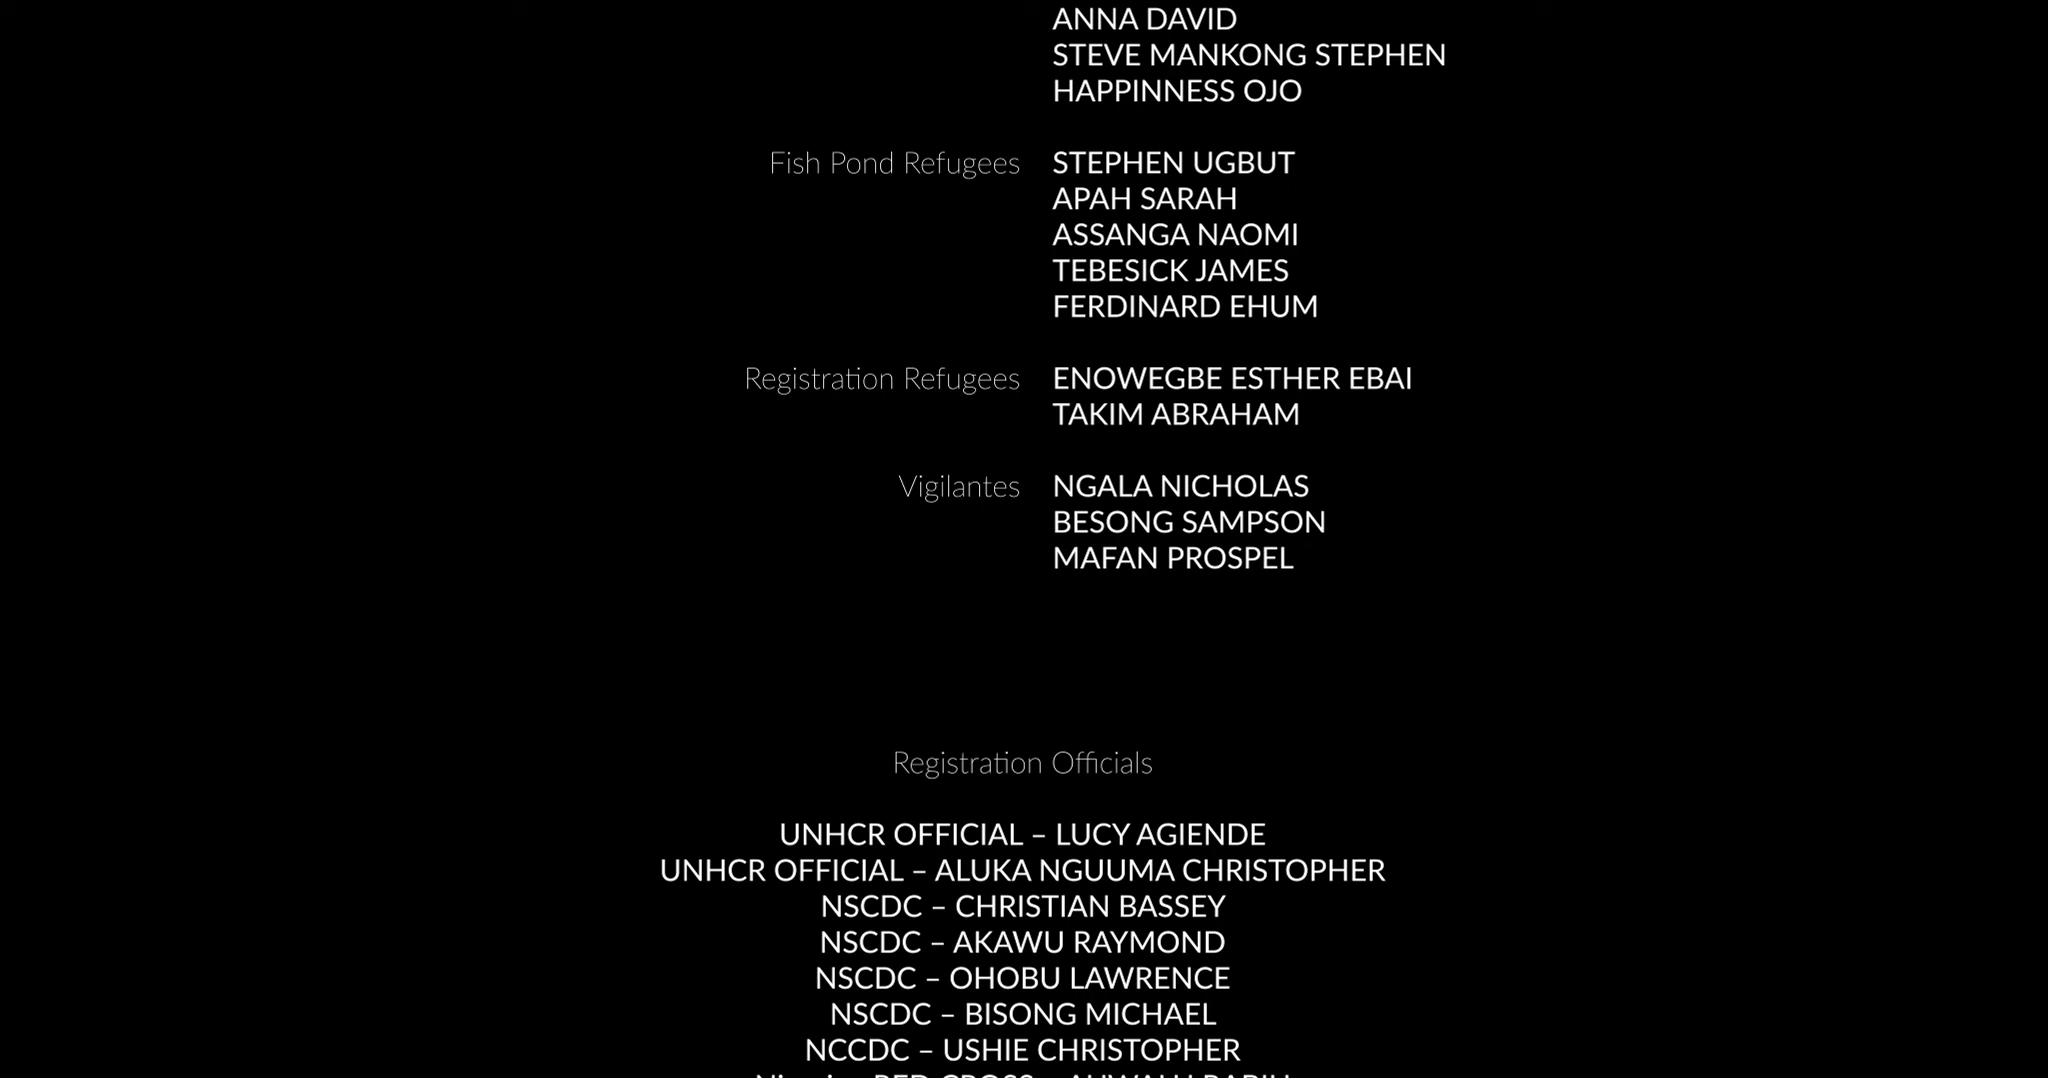 ANNA DAVID
STEVE MANKONG STEPHEN
HAPPINNESS OJO
Fish Pond Refugees STEPHEN UGBUT
APAH SARAH
ASSANGA NAOMI
TEBESICK JAMES
FERDINARD EHUM
Registration Refugees ENOWEGBE ESTHER EBAI
TAKIM ABRAHAM
Vigilantes NGALA NICHOLAS
BESONG SAMPSON
MAFAN PROSPEL
Registration Officials
UNHCR OFFICIAL – LUCY AGIENDE
UNHCR OFFICIAL – ALUKA NGUUMA CHRISTOPHER
NSCDC – CHRISTIAN BASSEY
NSCDC – AKAWU RAYMOND
NSCDC – OHOBU LAWRENCE
NSCDC – BISONG MICHAEL
NCCDC – USHIE CHRISTOPHER
RED CROSS –